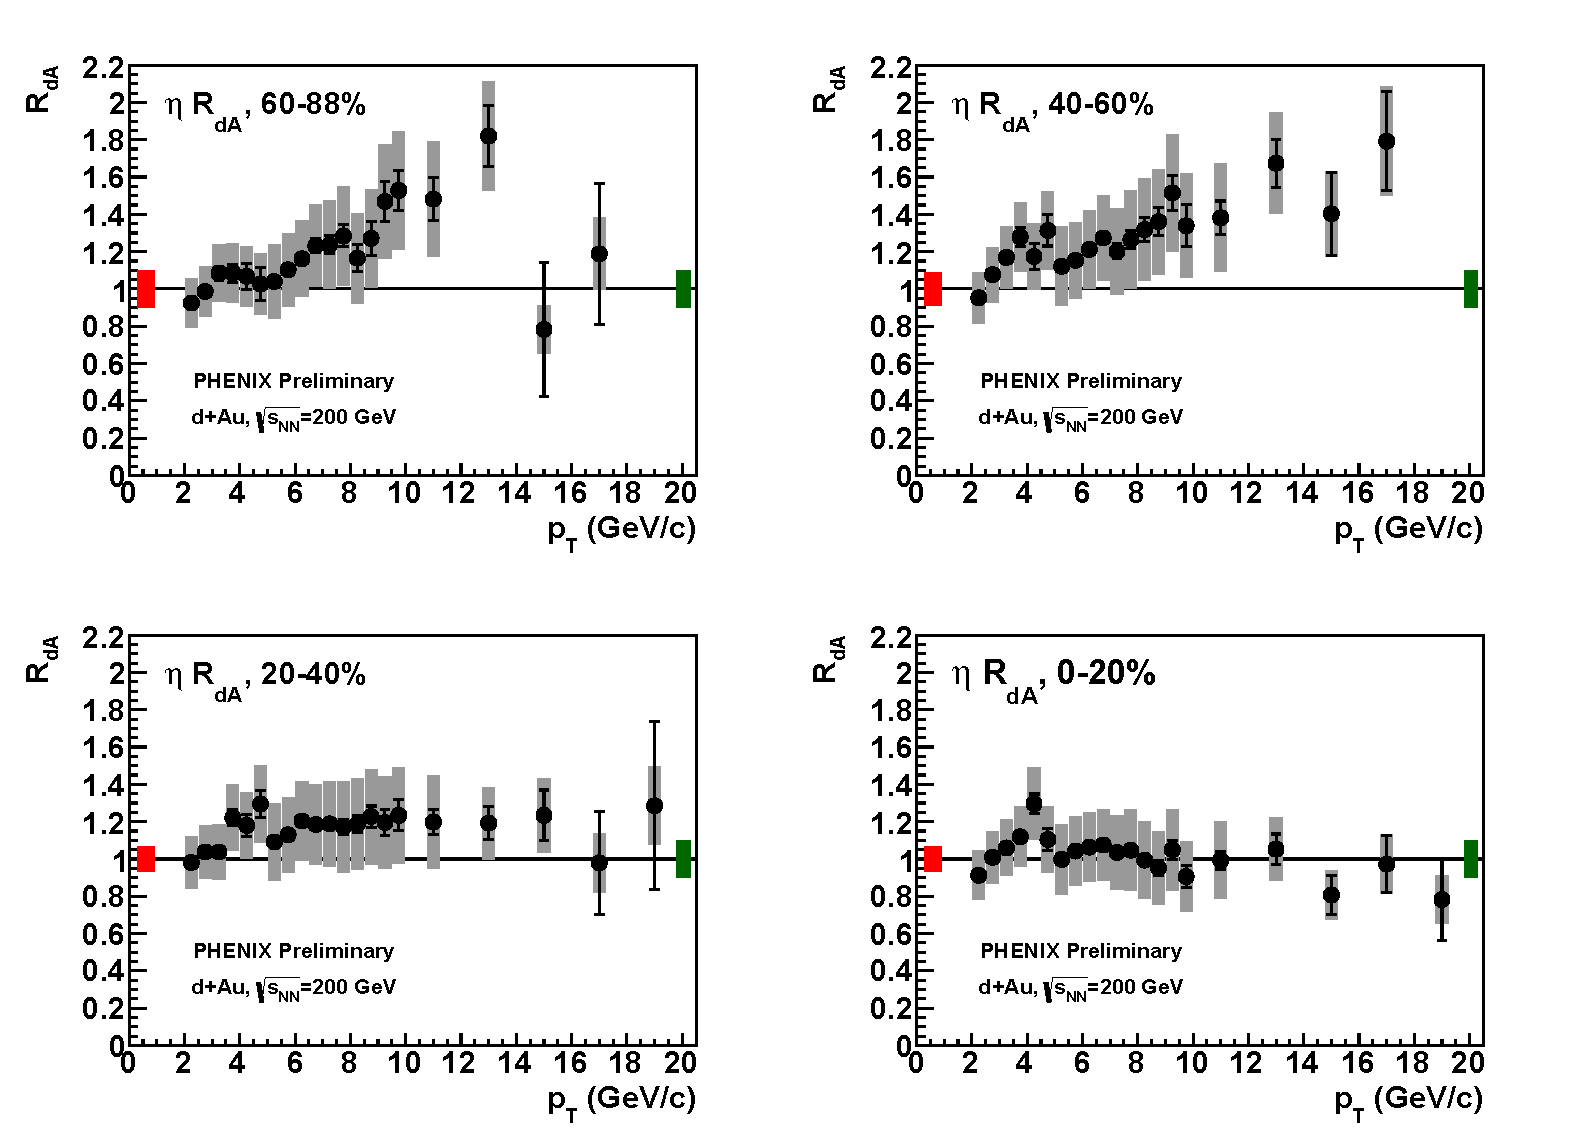 R_dA
2.2
2
1.8
1.6
1.4
1.2
1
0.8
0.6
0.4
0.2
0
η R_dA, 60-88%
PHENIX Preliminary
d+Au, √s_NN=200 GeV
0 2 4 6 8 10 12 14 16 18 20
p_T (GeV/c)
R_dA
2.2
2
1.8
1.6
1.4
1.2
1
0.8
0.6
0.4
0.2
0
η R_dA, 40-60%
PHENIX Preliminary
d+Au, √s_NN=200 GeV
0 2 4 6 8 10 12 14 16 18 20
p_T (GeV/c)
R_dA
2.2
2
1.8
1.6
1.4
1.2
1
0.8
0.6
0.4
0.2
0
η R_dA, 20-40%
PHENIX Preliminary
d+Au, √s_NN=200 GeV
0 2 4 6 8 10 12 14 16 18 20
p_T (GeV/c)
R_dA
2.2
2
1.8
1.6
1.4
1.2
1
0.8
0.6
0.4
0.2
0
η R_dA, 0-20%
PHENIX Preliminary
d+Au, √s_NN=200 GeV
0 2 4 6 8 10 12 14 16 18 20
p_T (GeV/c)